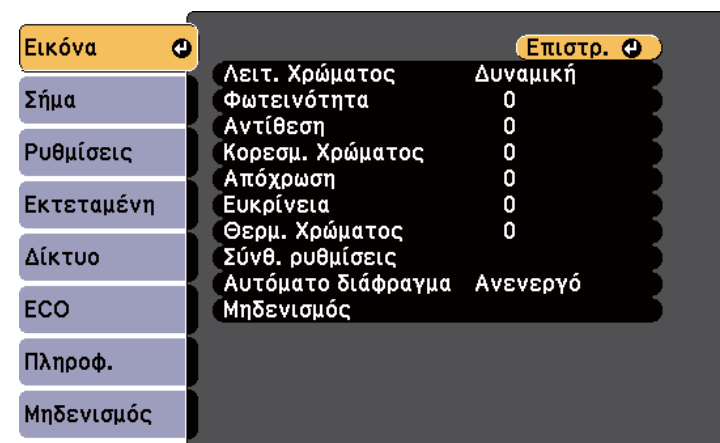 Εικόνα
Σήμα
Ρυθμίσεις
Εκτεταμένη
Δίκτυο
ECO
Πληροφ.
Μηδενισμός
Επιστρ.
Λειτ. Χρώματος Δυναμική
Φωτεινότητα 0
Αντίθεση 0
Κορεσμ. Χρώματος 0
Απόχρωση 0
Ευκρίνεια 0
Θερμ. Χρώματος 0
Σύνθ. ρυθμίσεις
Αυτόματο διάφραγμα Ανενεργό
Μηδενισμός